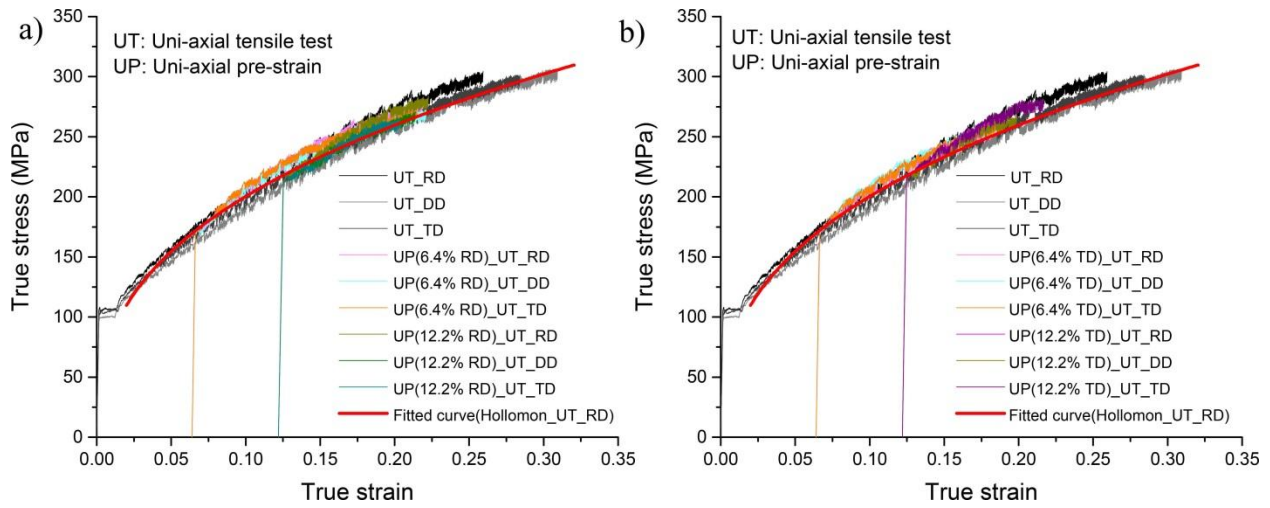 a)
UT: Uni-axial tensile test
UP: Uni-axial pre-strain
True stress (MPa)
350
300
250
200
150
100
50
0
UT_RD
UT_DD
UT_TD
UP(6.4% RD)_UT_RD
UP(6.4% RD)_UT_DD
UP(6.4% RD)_UT_TD
UP(12.2% RD)_UT_RD
UP(12.2% RD)_UT_DD
UP(12.2% RD)_UT_TD
Fitted curve(Hollomon_UT_RD)
0.00 0.05 0.10 0.15 0.20 0.25 0.30 0.35
True strain
b)
UT: Uni-axial tensile test
UP: Uni-axial pre-strain
True stress (MPa)
350
300
250
200
150
100
50
0
UT_RD
UT_DD
UT_TD
UP(6.4% TD)_UT_RD
UP(6.4% TD)_UT_DD
UP(6.4% TD)_UT_TD
UP(12.2% TD)_UT_RD
UP(12.2% TD)_UT_DD
UP(12.2% TD)_UT_TD
Fitted curve(Hollomon_UT_RD)
0.00 0.05 0.10 0.15 0.20 0.25 0.30 0.35
True strain